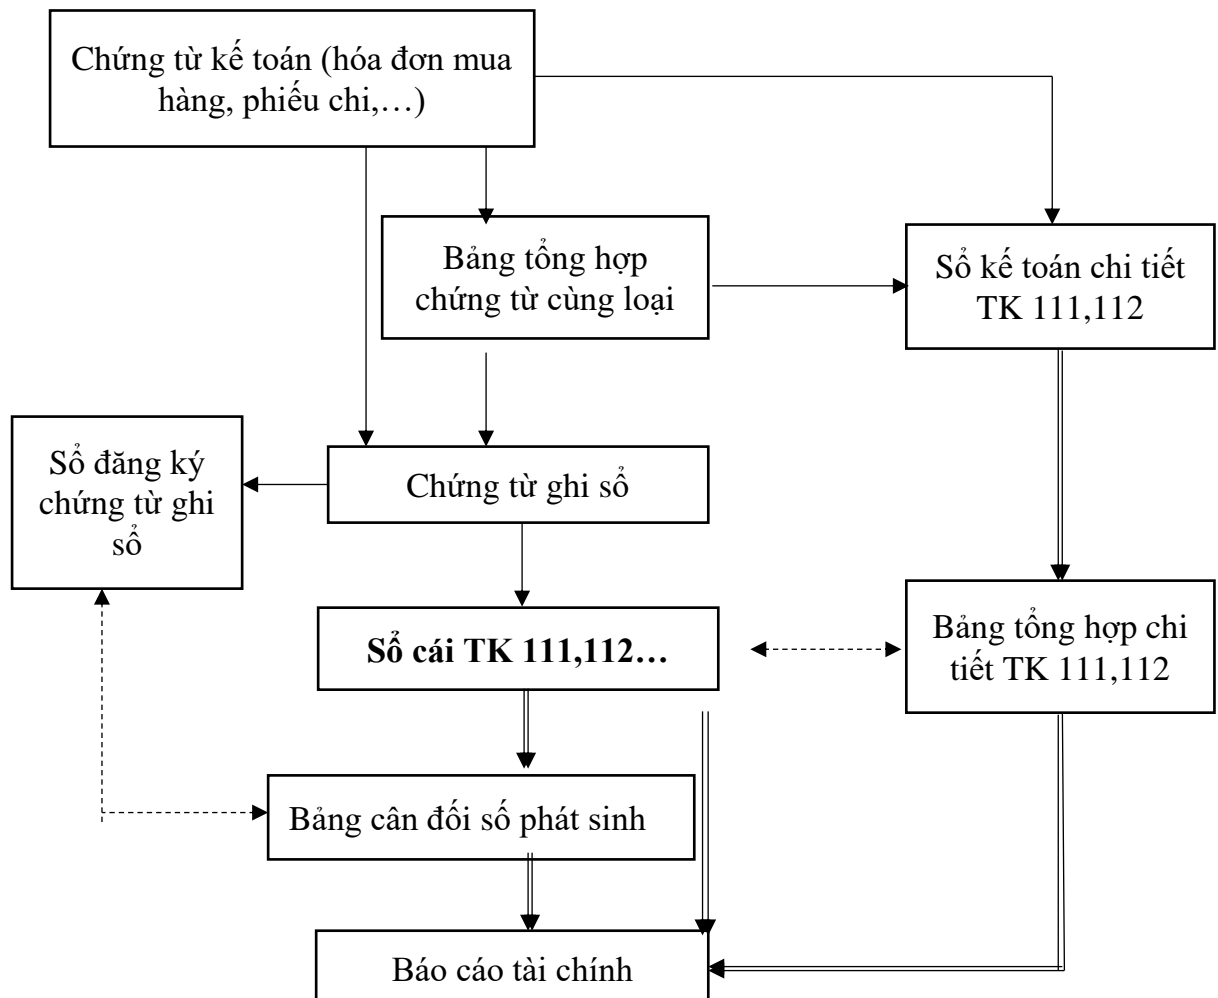 Chứng từ kế toán (hóa đơn mua
hàng, phiếu chi,…)
Bảng tổng hợp
chứng từ cùng loại
Sổ kế toán chi tiết
TK 111,112
Sổ đăng ký
chứng từ ghi
sổ
Chứng từ ghi sổ
Sổ cái TK 111,112…
Bảng tổng hợp chi
tiết TK 111,112
Bảng cân đối số phát sinh
Báo cáo tài chính